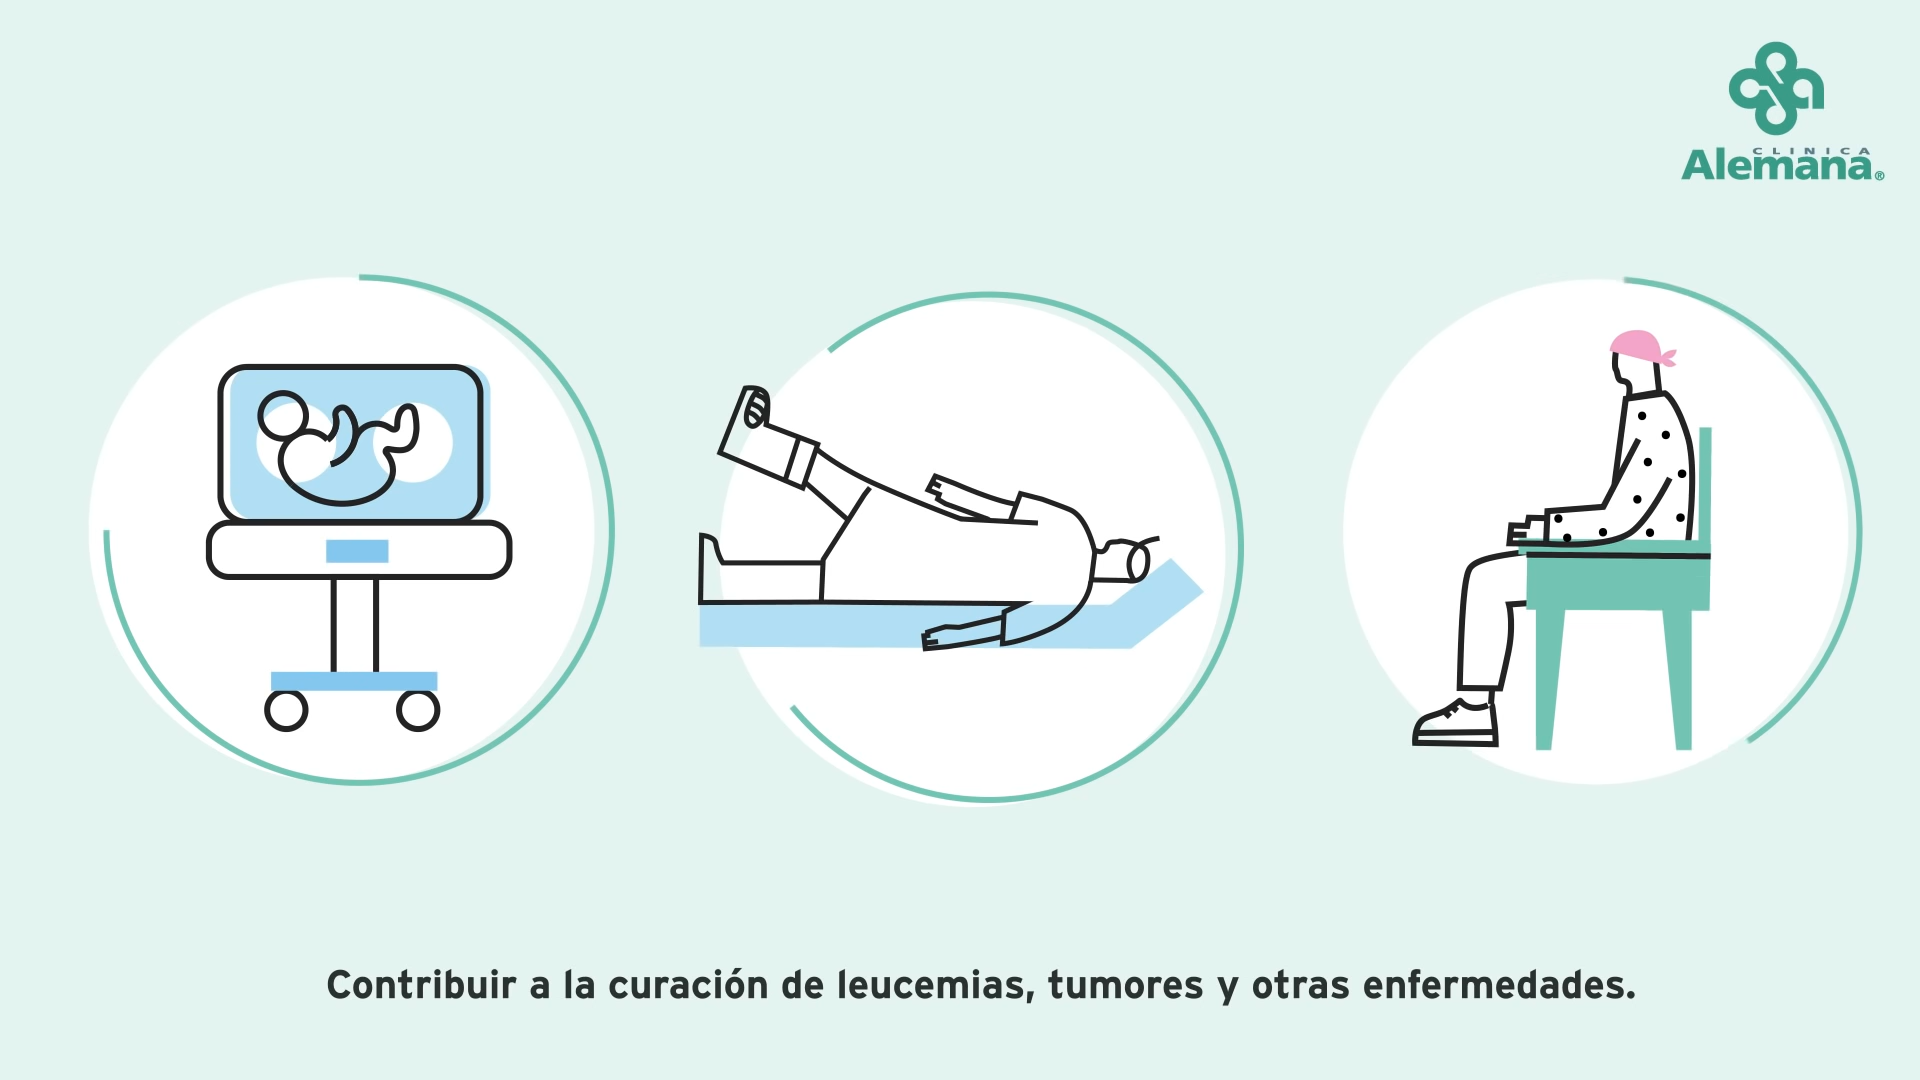 CLINICA
Alemana®
Contribuir a la curación de leucemias, tumores y otras enfermedades.